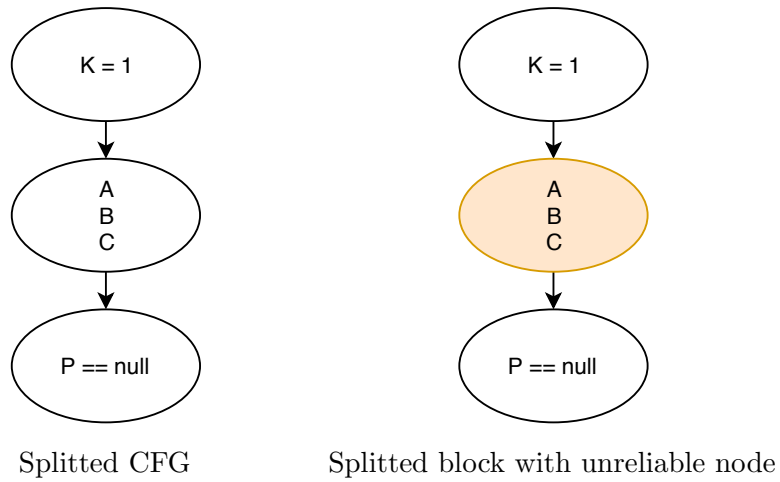 K = 1
A
B
C
P == null
Splitted CFG
K = 1
A
B
C
P == null
Splitted block with unreliable node